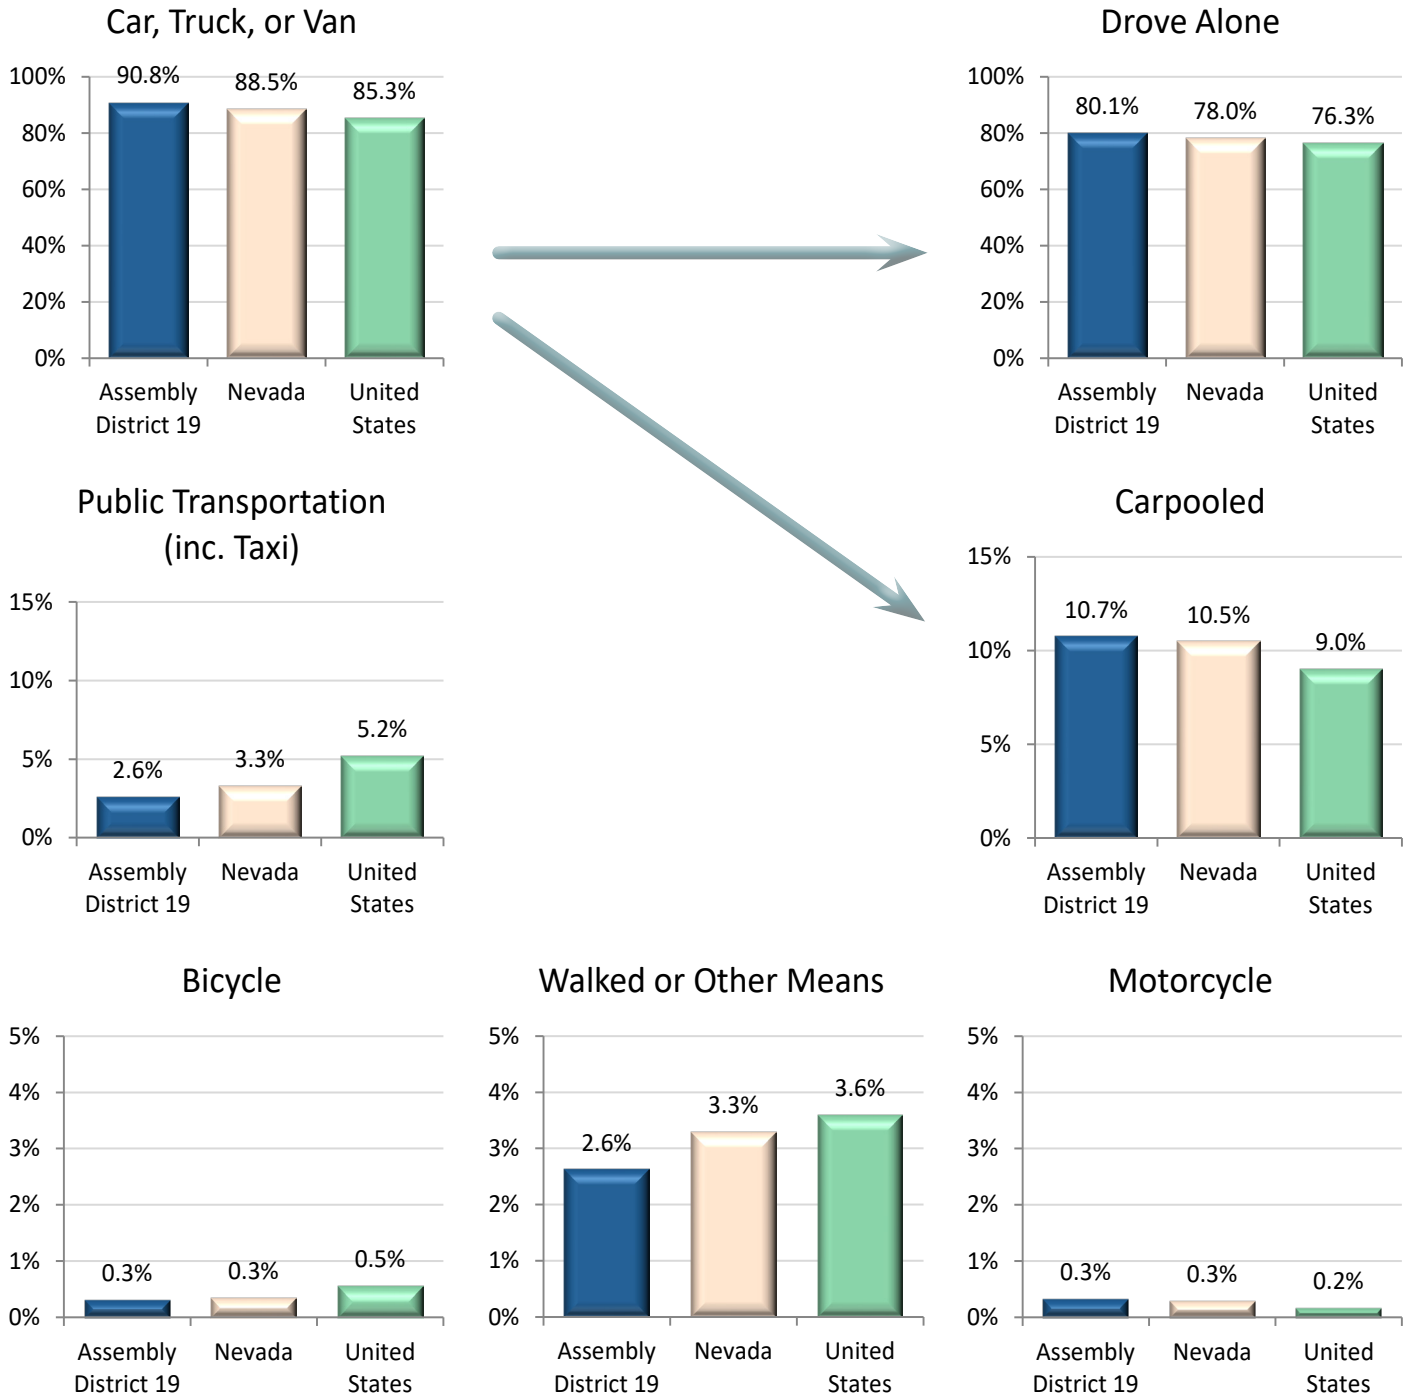 Car, Truck, or Van
100%
80%
60%
40%
20%
0%
90.8%
88.5%
85.3%
Assembly
District 19
Nevada
United
States
Drove Alone
100%
80%
60%
40%
20%
0%
80.1%
78.0%
76.3%
Assembly
District 19
Nevada
United
States
Public Transportation
(inc. Taxi)
15%
10%
5%
0%
2.6%
3.3%
5.2%
Assembly
District 19
Nevada
United
States
Carpooled
15%
10%
5%
0%
10.7%
10.5%
9.0%
Assembly
District 19
Nevada
United
States
Bicycle
5%
4%
3%
2%
1%
0%
0.3%
0.3%
0.5%
Assembly
District 19
Nevada
United
States
Walked or Other Means
5%
4%
3%
2%
1%
0%
2.6%
3.3%
3.6%
Assembly
District 19
Nevada
United
States
Motorcycle
5%
4%
3%
2%
1%
0%
0.3%
0.3%
0.2%
Assembly
District 19
Nevada
United
States